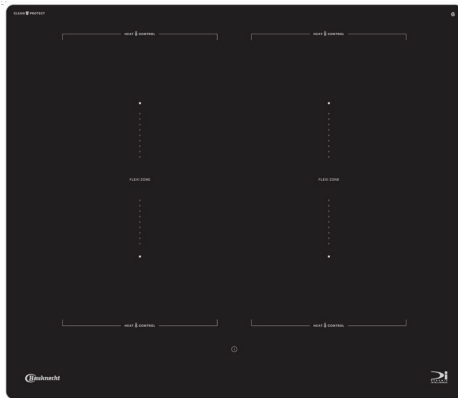 CLEAN PROTECT
HEAT CONTROL
HEAT CONTROL
FLEXI ZONE
FLEXI ZONE
HEAT CONTROL
HEAT CONTROL
Bauknecht